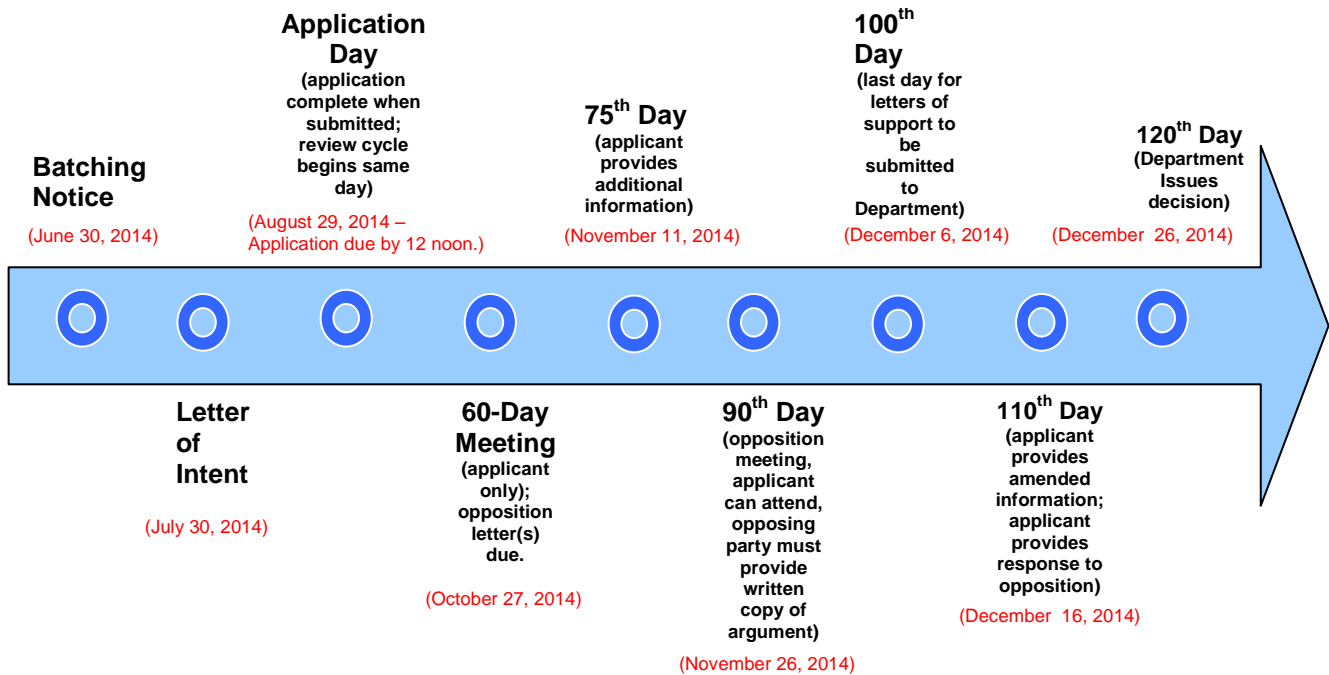 Batching
Notice
(June 30, 2014)
Letter
of
Intent
(July 30, 2014)
Application
Day
(application
complete when
submitted;
review cycle
begins same
day)
(August 29, 2014 –
Application due by 12 noon.)
60-Day
Meeting
(applicant
only);
opposition
letter(s)
due.
(October 27, 2014)
75th Day
(applicant
provides
additional
information)
(November 11, 2014)
90th Day
(opposition
meeting,
applicant
can attend,
opposing
party must
provide
written
copy of
argument)
(November 26, 2014)
100th
Day
(last day for
letters of
support to
be
submitted
to
Department)
(December 6, 2014)
110th Day
(applicant
provides
amended
information;
applicant
provides
response to
opposition)
(December 16, 2014)
120th Day
(Department
Issues
decision)
(December 26, 2014)